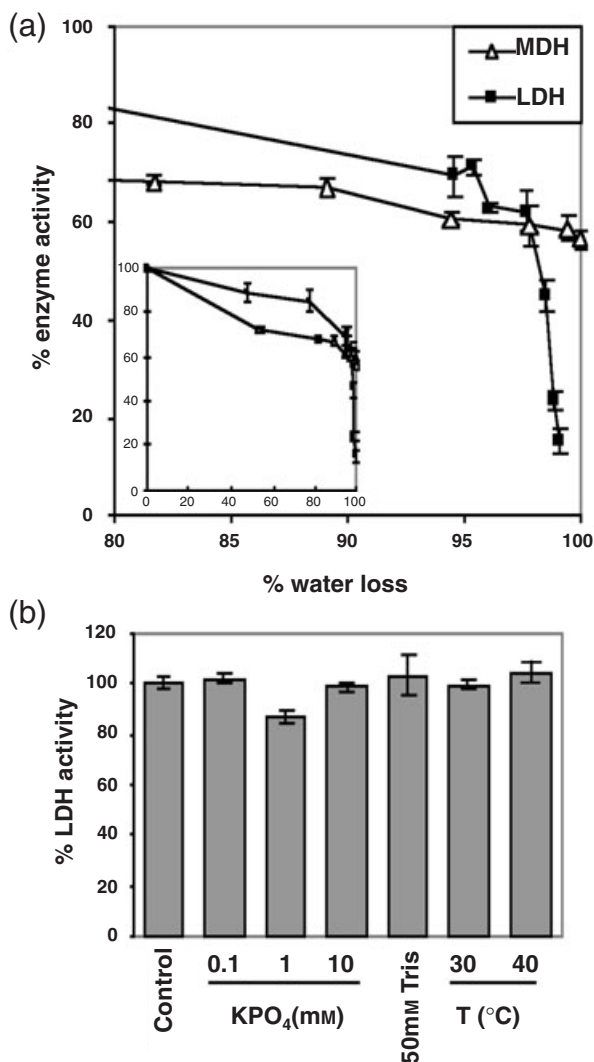 (a)
100
80
60
40
20
0
% enzyme activity
MDH
LDH
100
80
60
40
20
0
0 20 40 60 80 100
80 85 90 95 100
% water loss
(b)
120
100
80
60
40
20
0
% LDH activity
Control
0.1 1 10
KPO4(mM)
50mM Tris
30 40
T (°C)